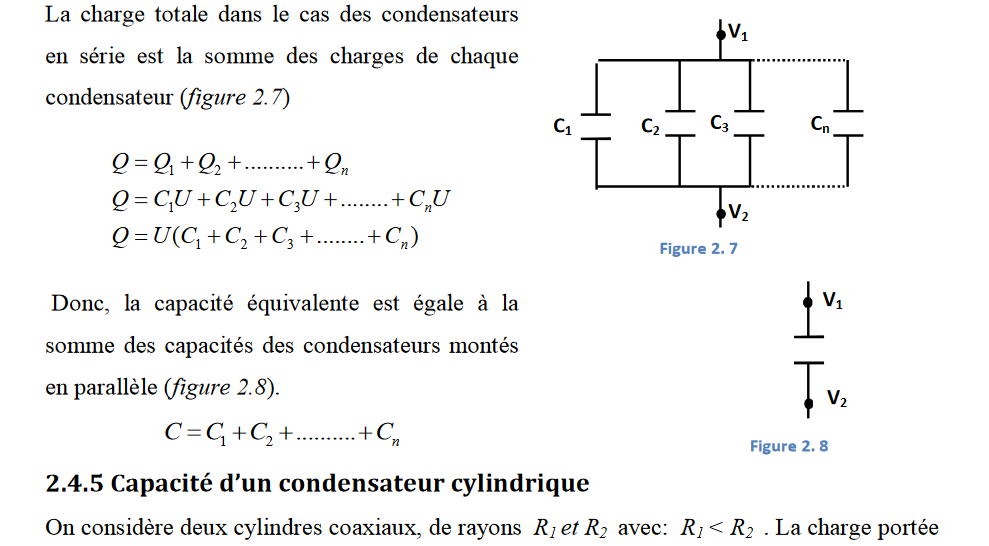 La charge totale dans le cas des condensateurs
en série est la somme des charges de chaque
condensateur (figure 2.7)
Q = Q₁ + Q₂ + .......... + Qₙ
Q = C₁U + C₂U + C₃U + ........ + CₙU
Q = U(C₁ + C₂ + C₃ + ........ + Cₙ)
V₁
C₁ C₂ C₃ Cₙ
V₂
Figure 2. 7
Donc, la capacité équivalente est égale à la
somme des capacités des condensateurs montés
en parallèle (figure 2.8).
C = C₁ + C₂ + .......... + Cₙ
V₁
V₂
Figure 2. 8
2.4.5 Capacité d’un condensateur cylindrique
On considère deux cylindres coaxiaux, de rayons R₁ et R₂ avec: R₁ < R₂ . La charge portée